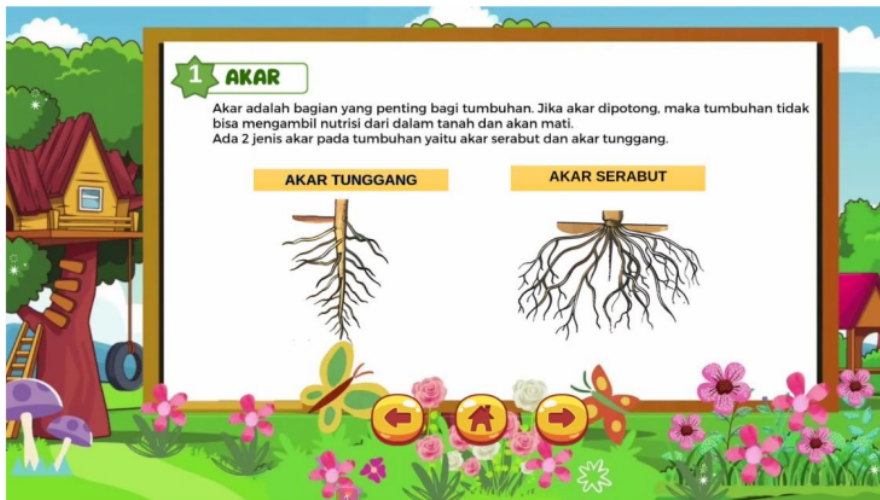 1 AKAR
Akar adalah bagian yang penting bagi tumbuhan. Jika akar dipotong, maka tumbuhan tidak
bisa mengambil nutrisi dari dalam tanah dan akan mati.
Ada 2 jenis akar pada tumbuhan yaitu akar serabut dan akar tunggang.
AKAR TUNGGANG
AKAR SERABUT